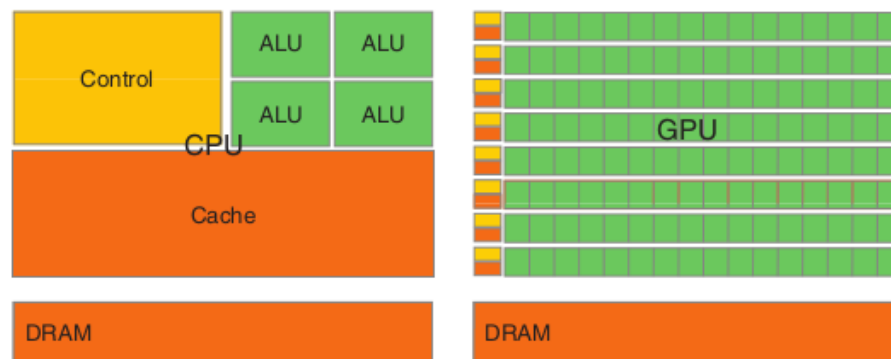 ALU ALU
Control
ALU ALU
CPU
Cache
DRAM
GPU
DRAM